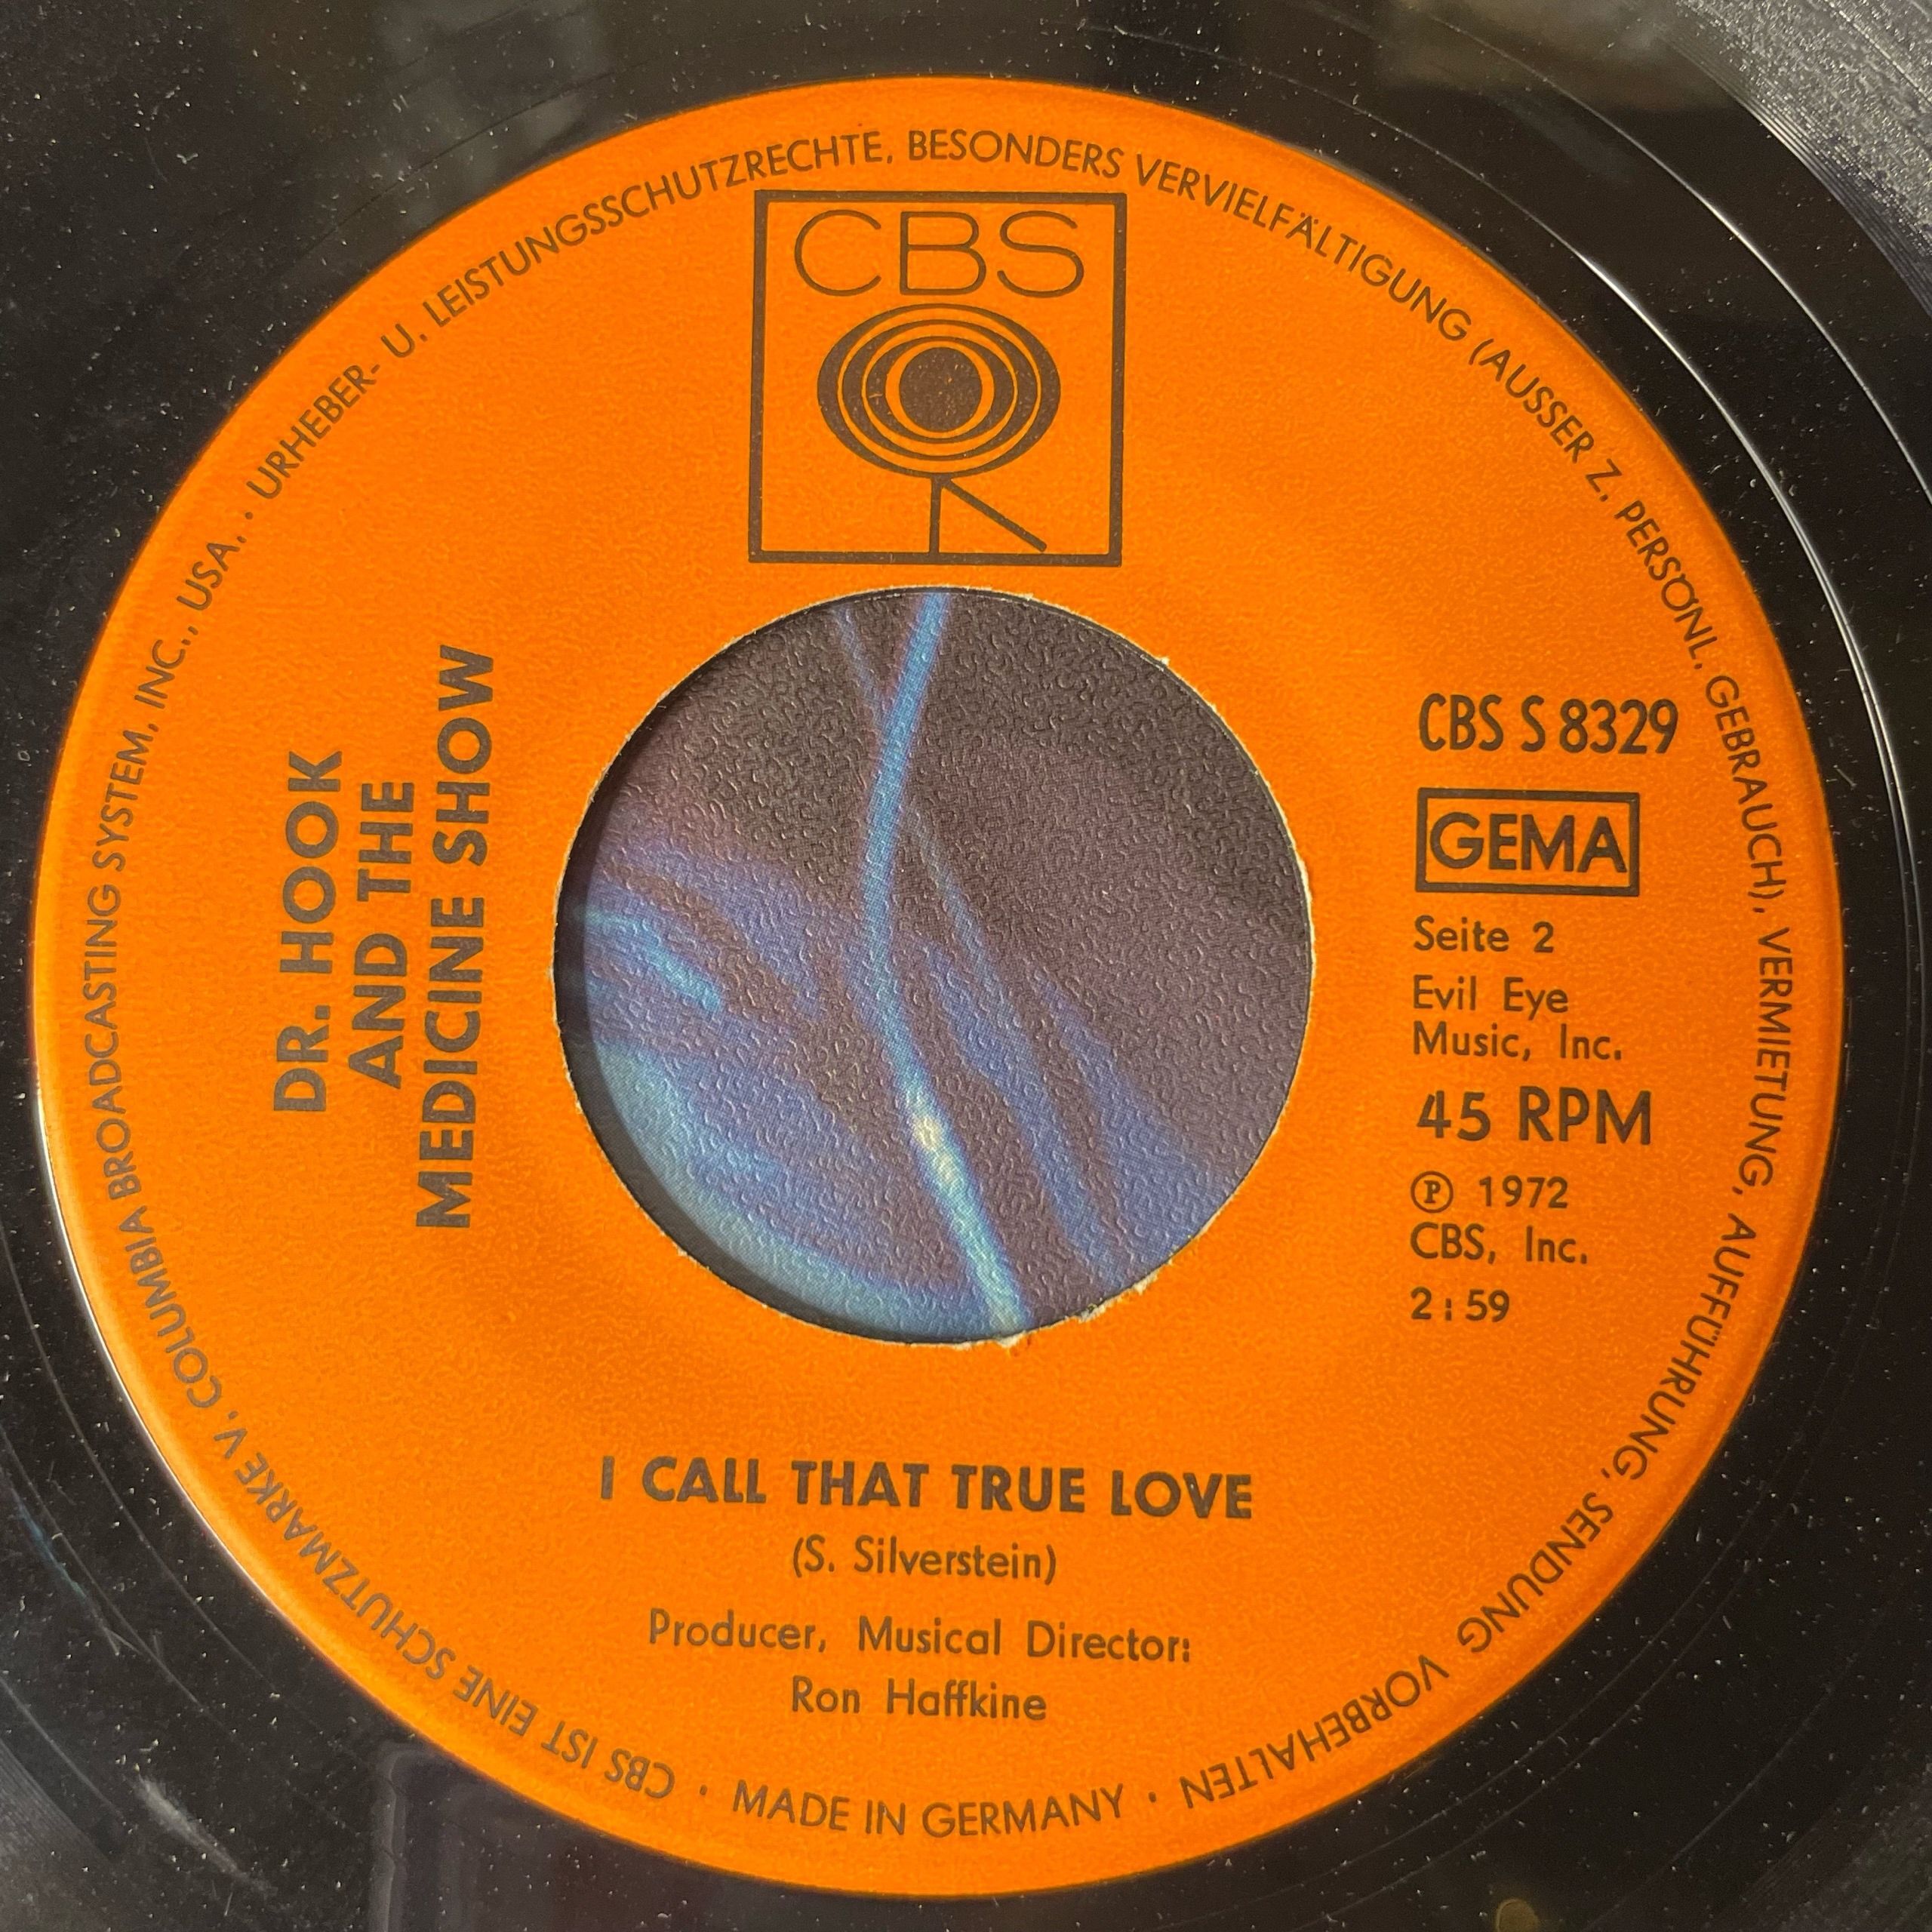 CBS
DR. HOOK
AND THE
MEDICINE SHOW
CBS S 8329
GEMA
Seite 2
Evil Eye
Music, Inc.
45 RPM
℗ 1972
CBS, Inc.
2:59
I CALL THAT TRUE LOVE
(S. Silverstein)
Producer, Musical Director:
Ron Haffkine
CBS IST EINE SCHUTZMARKE V. COLUMBIA BROADCASTING SYSTEM, INC., USA. · URHEBER- U. LEISTUNGSSCHUTZRECHTE, BESONDERS VERVIELFÄLTIGUNG (AUSSER Z. PERSÖNL. GEBRAUCH), VERMIETUNG, AUFFÜHRUNG, SENDUNG VORBEHALTEN · MADE IN GERMANY ·